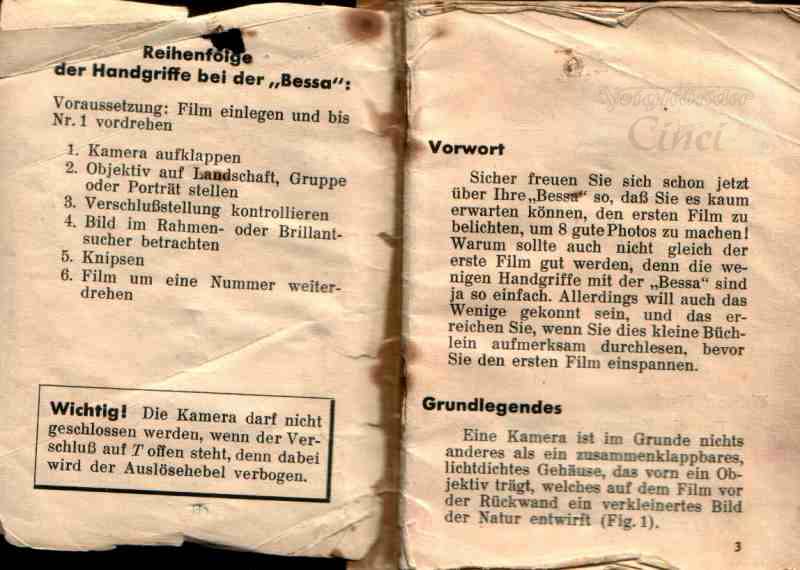 Reihenfolge
der Handgriffe bei der „Bessa“:
Voraussetzung: Film einlegen und bis
Nr. 1 vordrehen
1. Kamera aufklappen
2. Objektiv auf Landschaft, Gruppe
oder Porträt stellen
3. Verschlußstellung kontrollieren
4. Bild im Rahmen- oder Brillant-
sucher betrachten
5. Knipsen
6. Film um eine Nummer weiter-
drehen
Wichtig! Die Kamera darf nicht
geschlossen werden, wenn der Ver-
schluß auf T offen steht, denn dabei
wird der Auslösehebel verbogen.
Voigtländer
Cinci
Vorwort
Sicher freuen Sie sich schon jetzt
über Ihre „Bessa“ so, daß Sie es kaum
erwarten können, den ersten Film zu
belichten, um 8 gute Photos zu machen!
Warum sollte auch nicht gleich der
erste Film gut werden, denn die we-
nigen Handgriffe mit der „Bessa“ sind
ja so einfach. Allerdings will auch das
Wenige gekonnt sein, und das er-
reichen Sie, wenn Sie dies kleine Büch-
lein aufmerksam durchlesen, bevor
Sie den ersten Film einspannen.
Grundlegendes
Eine Kamera ist im Grunde nichts
anderes als ein zusammenklappbares,
lichtdichtes Gehäuse, das vorn ein Ob-
jektiv trägt, welches auf dem Film vor
der Rückwand ein verkleinertes Bild
der Natur entwirft (Fig. 1).
3